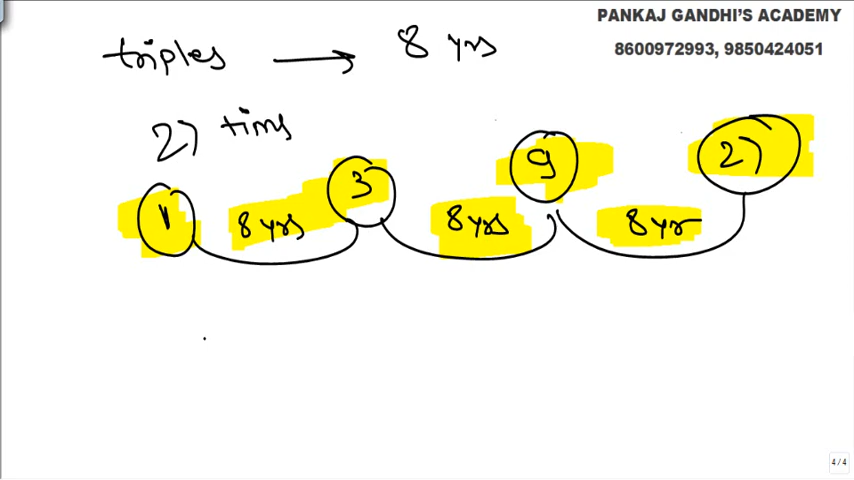 PANKAJ GANDHI'S ACADEMY
8600972993, 9850424051
triples → 8 yrs
27 tims
1 8 yrs 3 8 yrs 9 8 yr 27
4 / 4